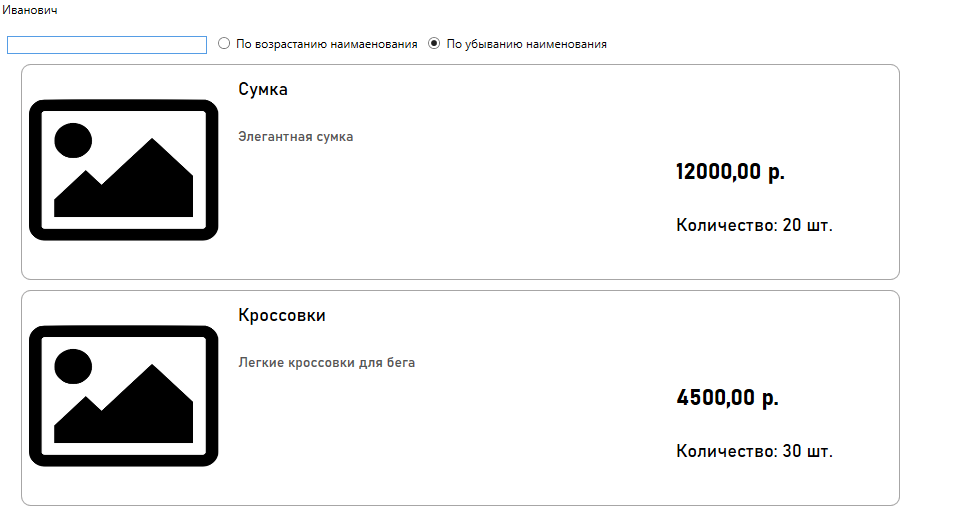 Иванович
По возрастанию наимаенования По убыванию наименования
Сумка
Элегантная сумка
12000,00 р.
Количество: 20 шт.
Кроссовки
Легкие кроссовки для бега
4500,00 р.
Количество: 30 шт.